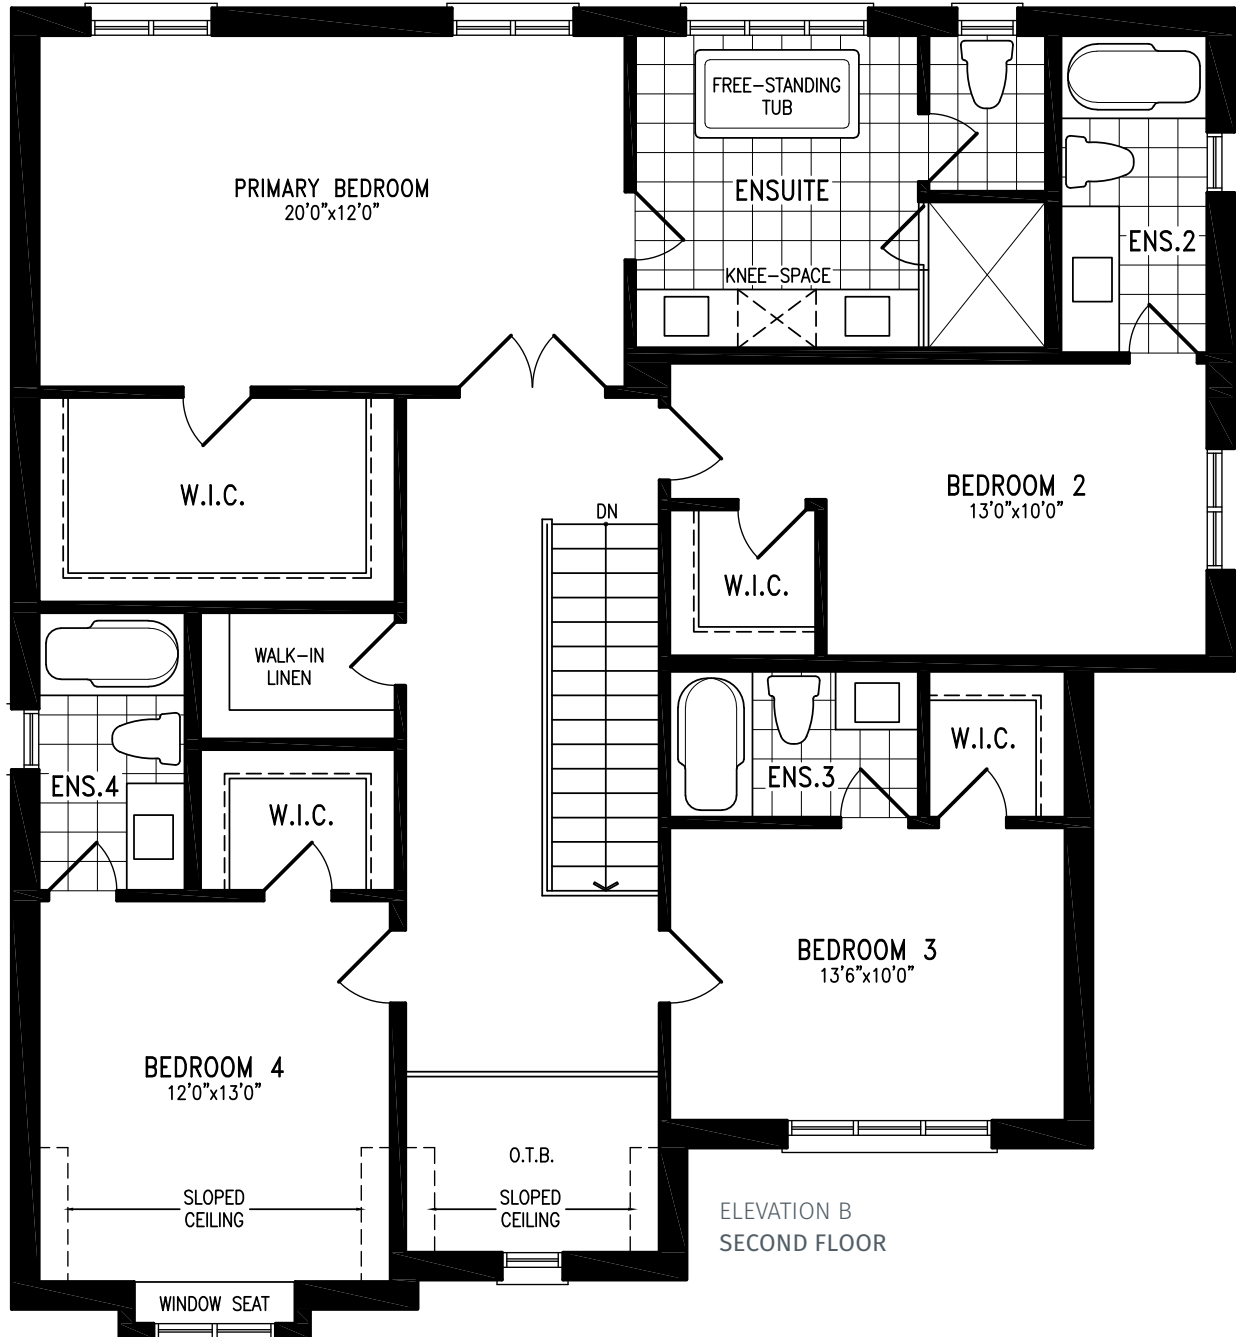 FREE-STANDING
TUB
PRIMARY BEDROOM
20'0"x12'0"
ENSUITE
ENS.2
KNEE-SPACE
W.I.C.
BEDROOM 2
13'0"x10'0"
DN
W.I.C.
WALK-IN
LINEN
W.I.C.
ENS.3
ENS.4
W.I.C.
BEDROOM 3
13'6"x10'0"
BEDROOM 4
12'0"x13'0"
O.T.B.
SLOPED
CEILING
SLOPED
CEILING
ELEVATION B
SECOND FLOOR
WINDOW SEAT